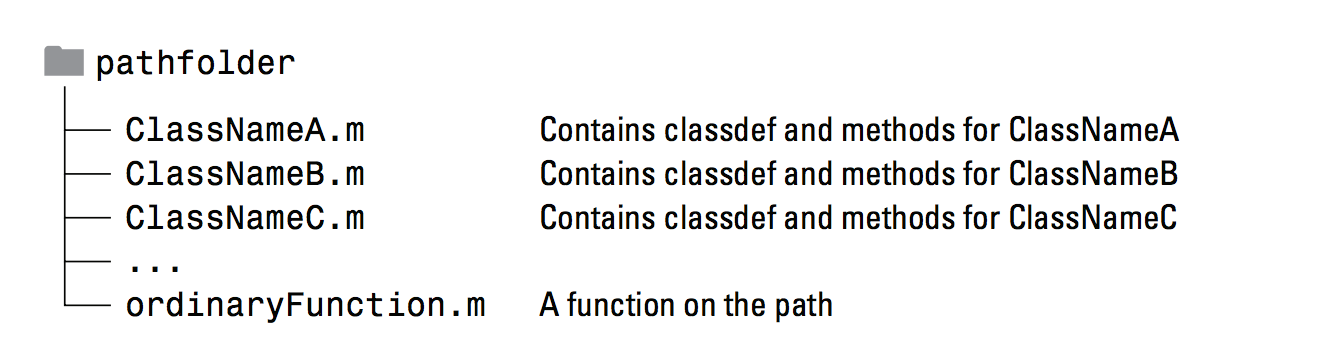 pathfolder
ClassNameA.m Contains classdef and methods for ClassNameA
ClassNameB.m Contains classdef and methods for ClassNameB
ClassNameC.m Contains classdef and methods for ClassNameC
...
ordinaryFunction.m A function on the path